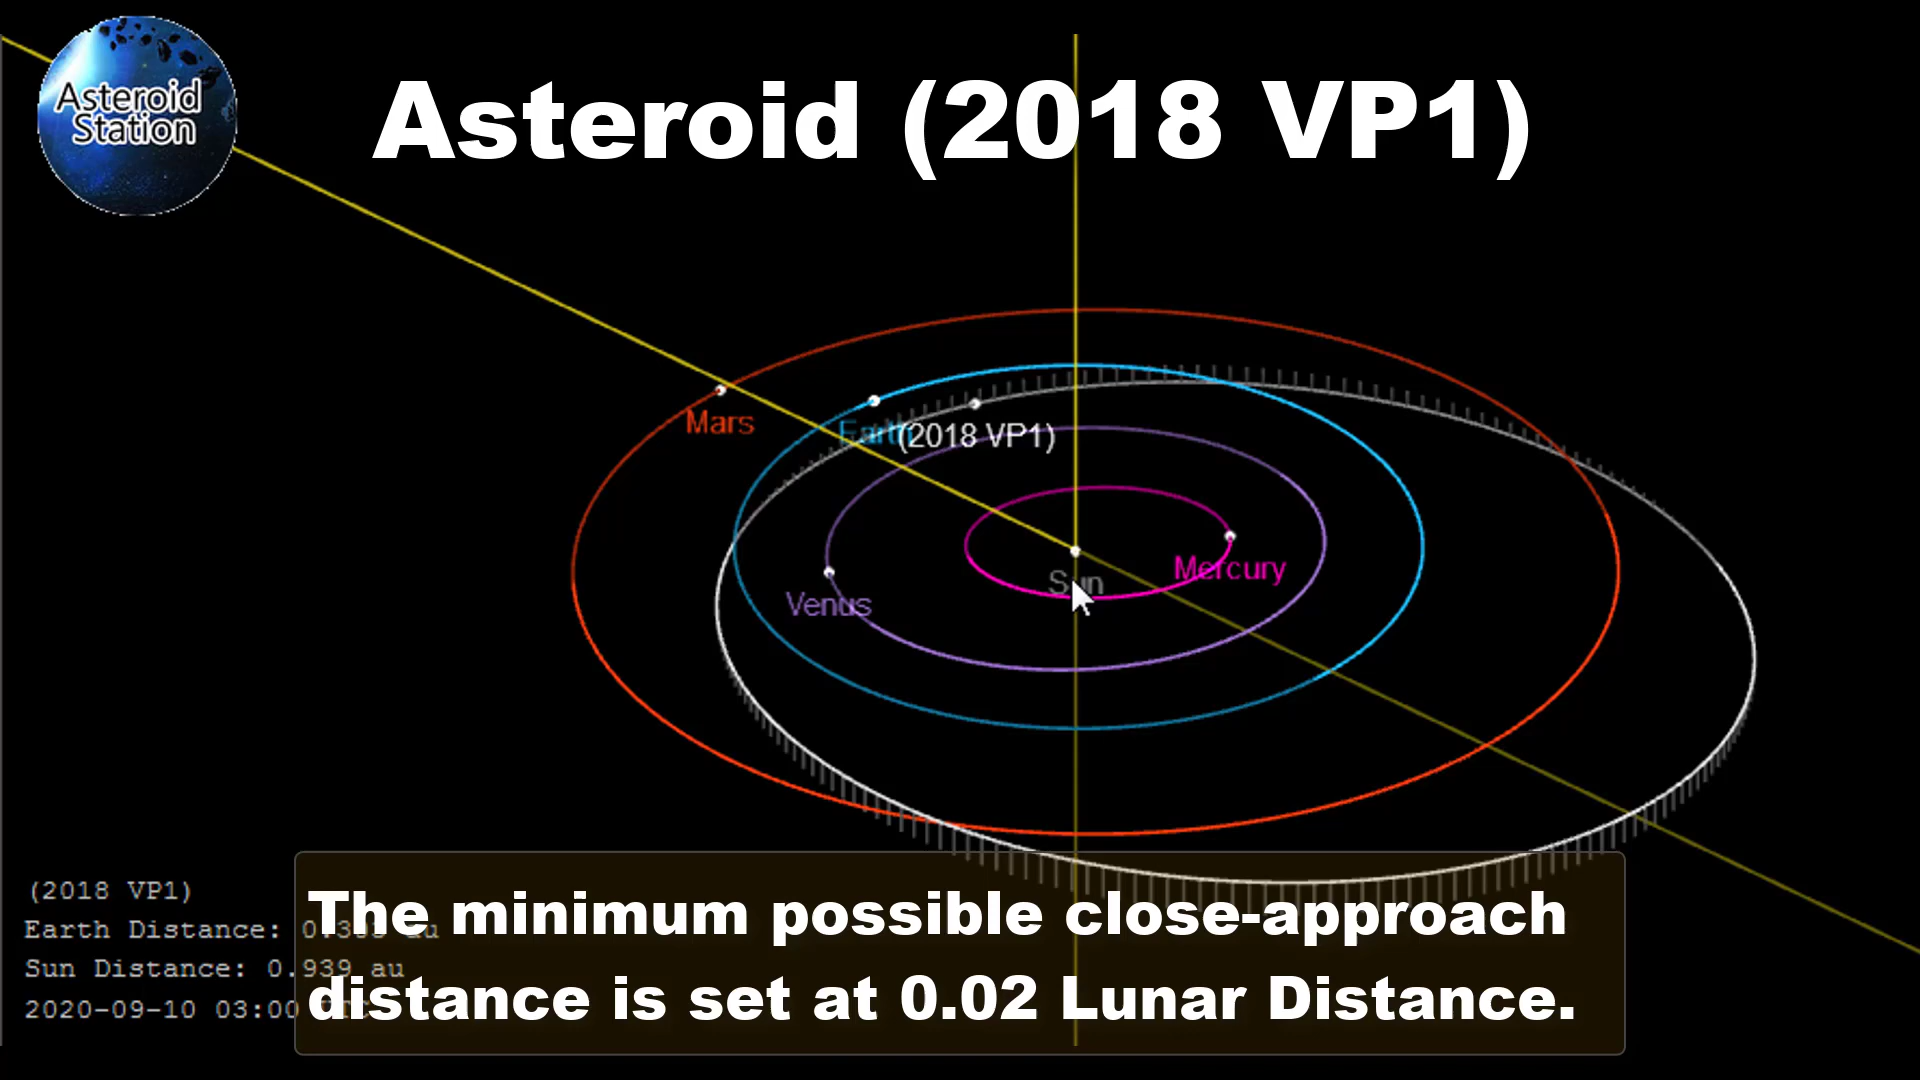 Asteroid
Station
Asteroid (2018 VP1)
Mars
Earth
(2018 VP1)
Sun
Mercury
Venus
(2018 VP1)
Earth Distance: au
Sun Distance: 0.939 au
2020-09-10 03:00
The minimum possible close-approach
distance is set at 0.02 Lunar Distance.